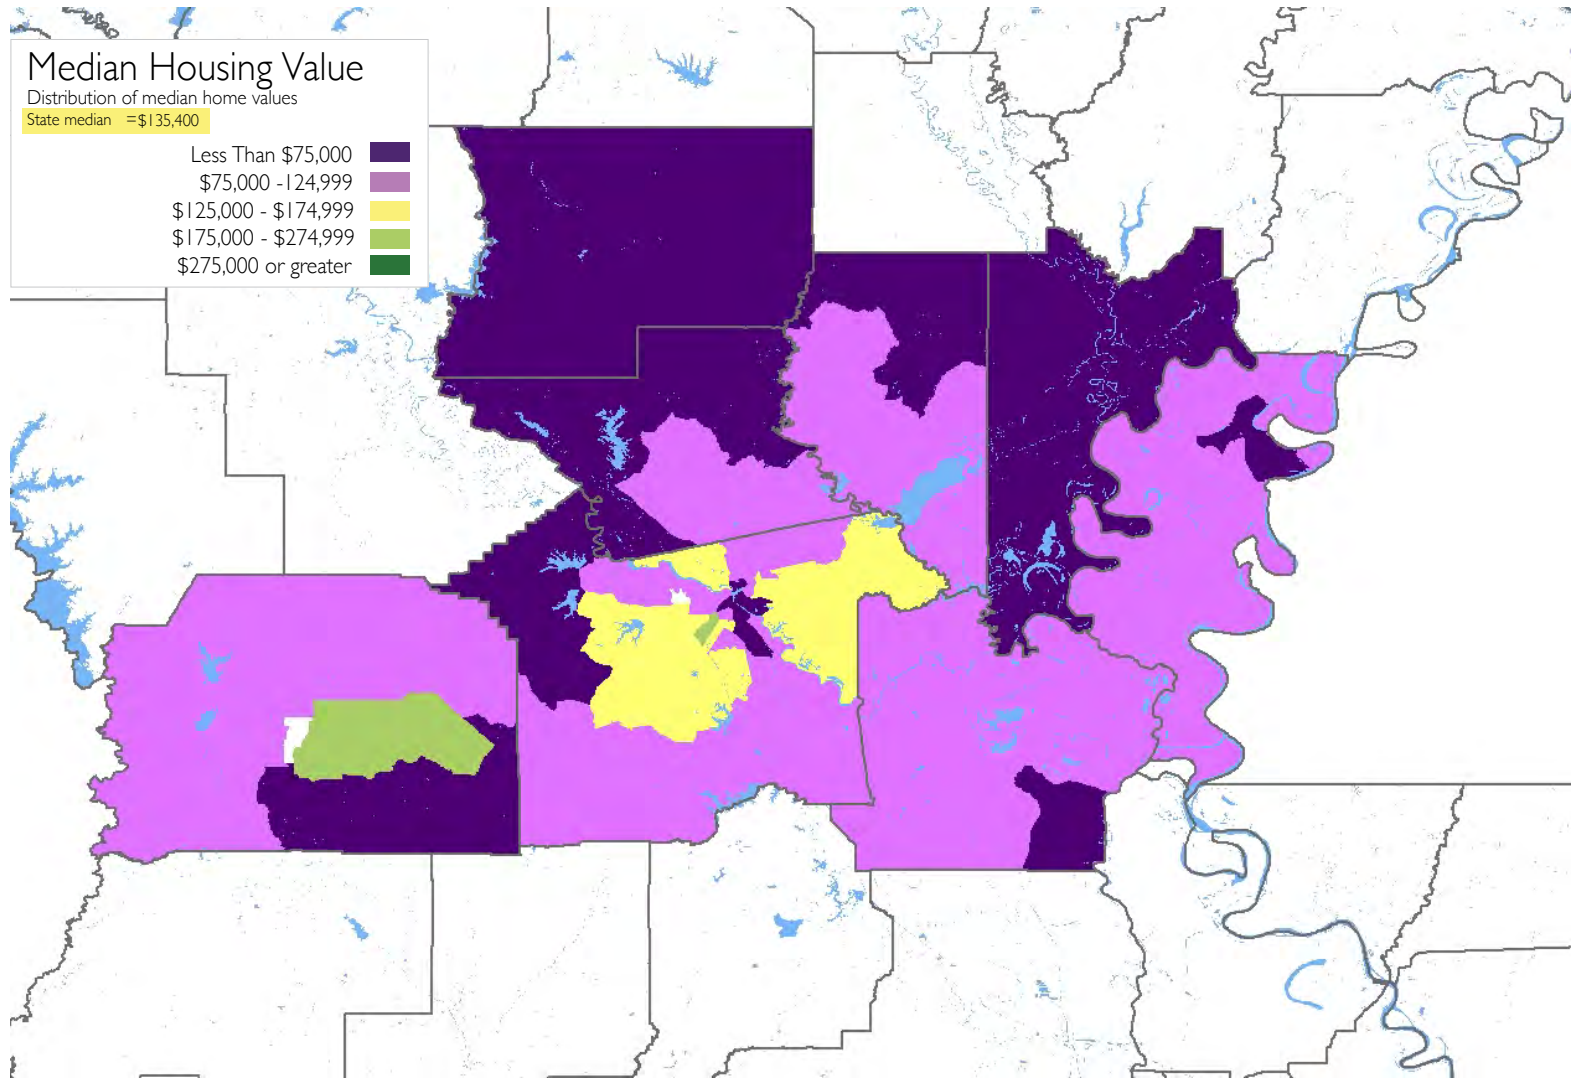 Median Housing Value
Distribution of median home values
State median =$135,400
Less Than $75,000
$75,000 -124,999
$125,000 - $174,999
$175,000 - $274,999
$275,000 or greater